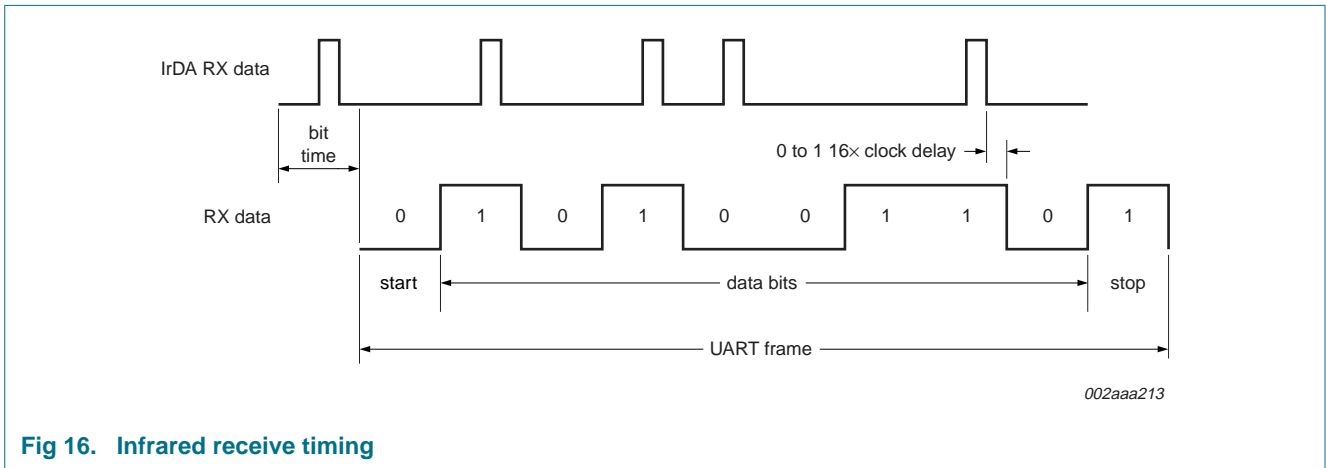 IrDA RX data
bit
time
0 to 1 16× clock delay
RX data
0 1 0 1 0 0 1 1 0 1
start
data bits
stop
UART frame
002aaa213
Fig 16. Infrared receive timing